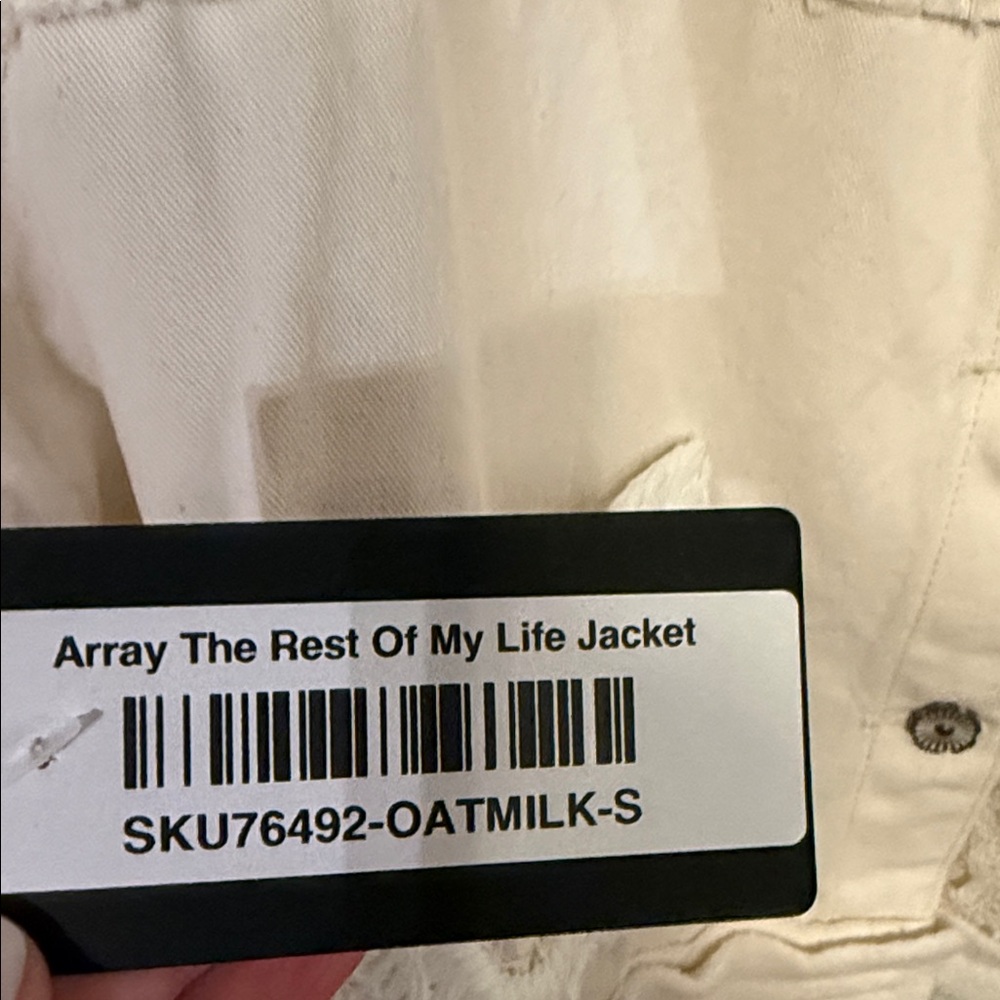 Array The Rest Of My Life Jacket
SKU76492-OATMILK-S